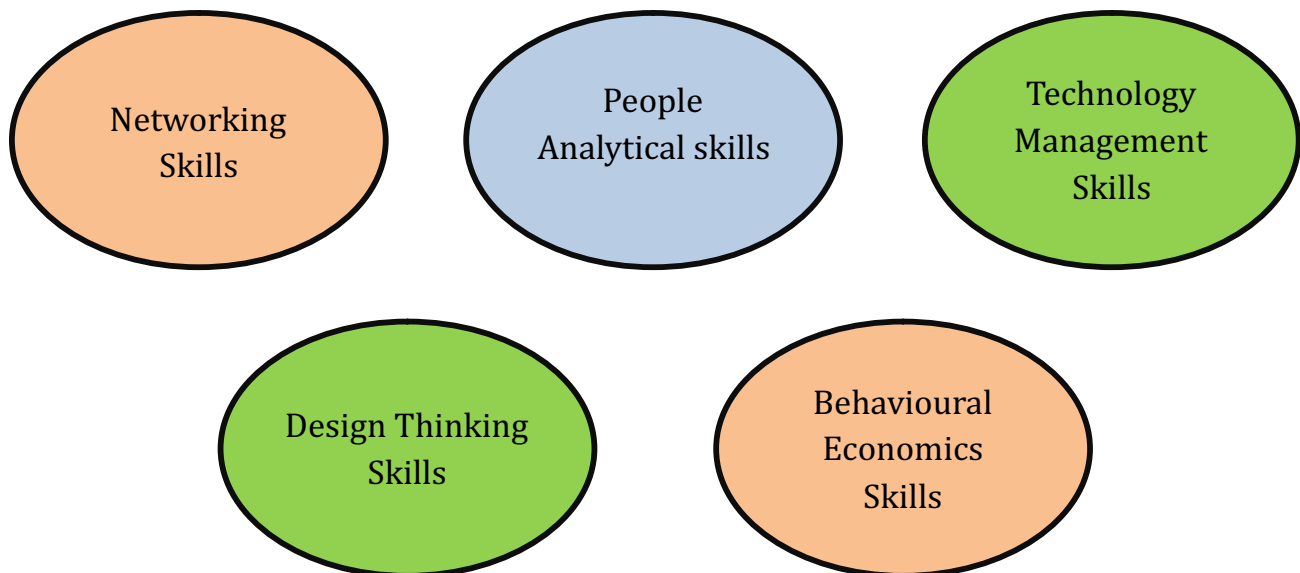 Networking
Skills
People
Analytical skills
Technology
Management
Skills
Design Thinking
Skills
Behavioural
Economics
Skills